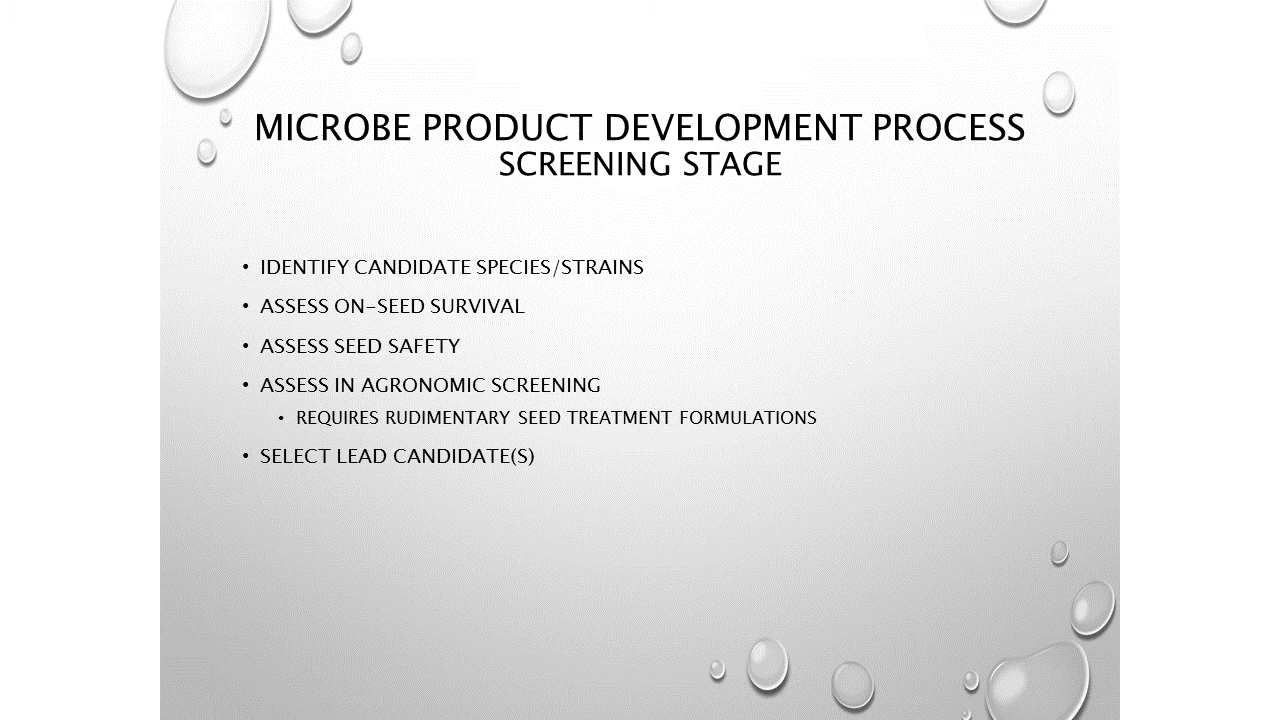 MICROBE PRODUCT DEVELOPMENT PROCESS
SCREENING STAGE
• IDENTIFY CANDIDATE SPECIES/STRAINS
• ASSESS ON-SEED SURVIVAL
• ASSESS SEED SAFETY
• ASSESS IN AGRONOMIC SCREENING
• REQUIRES RUDIMENTARY SEED TREATMENT FORMULATIONS
• SELECT LEAD CANDIDATE(S)